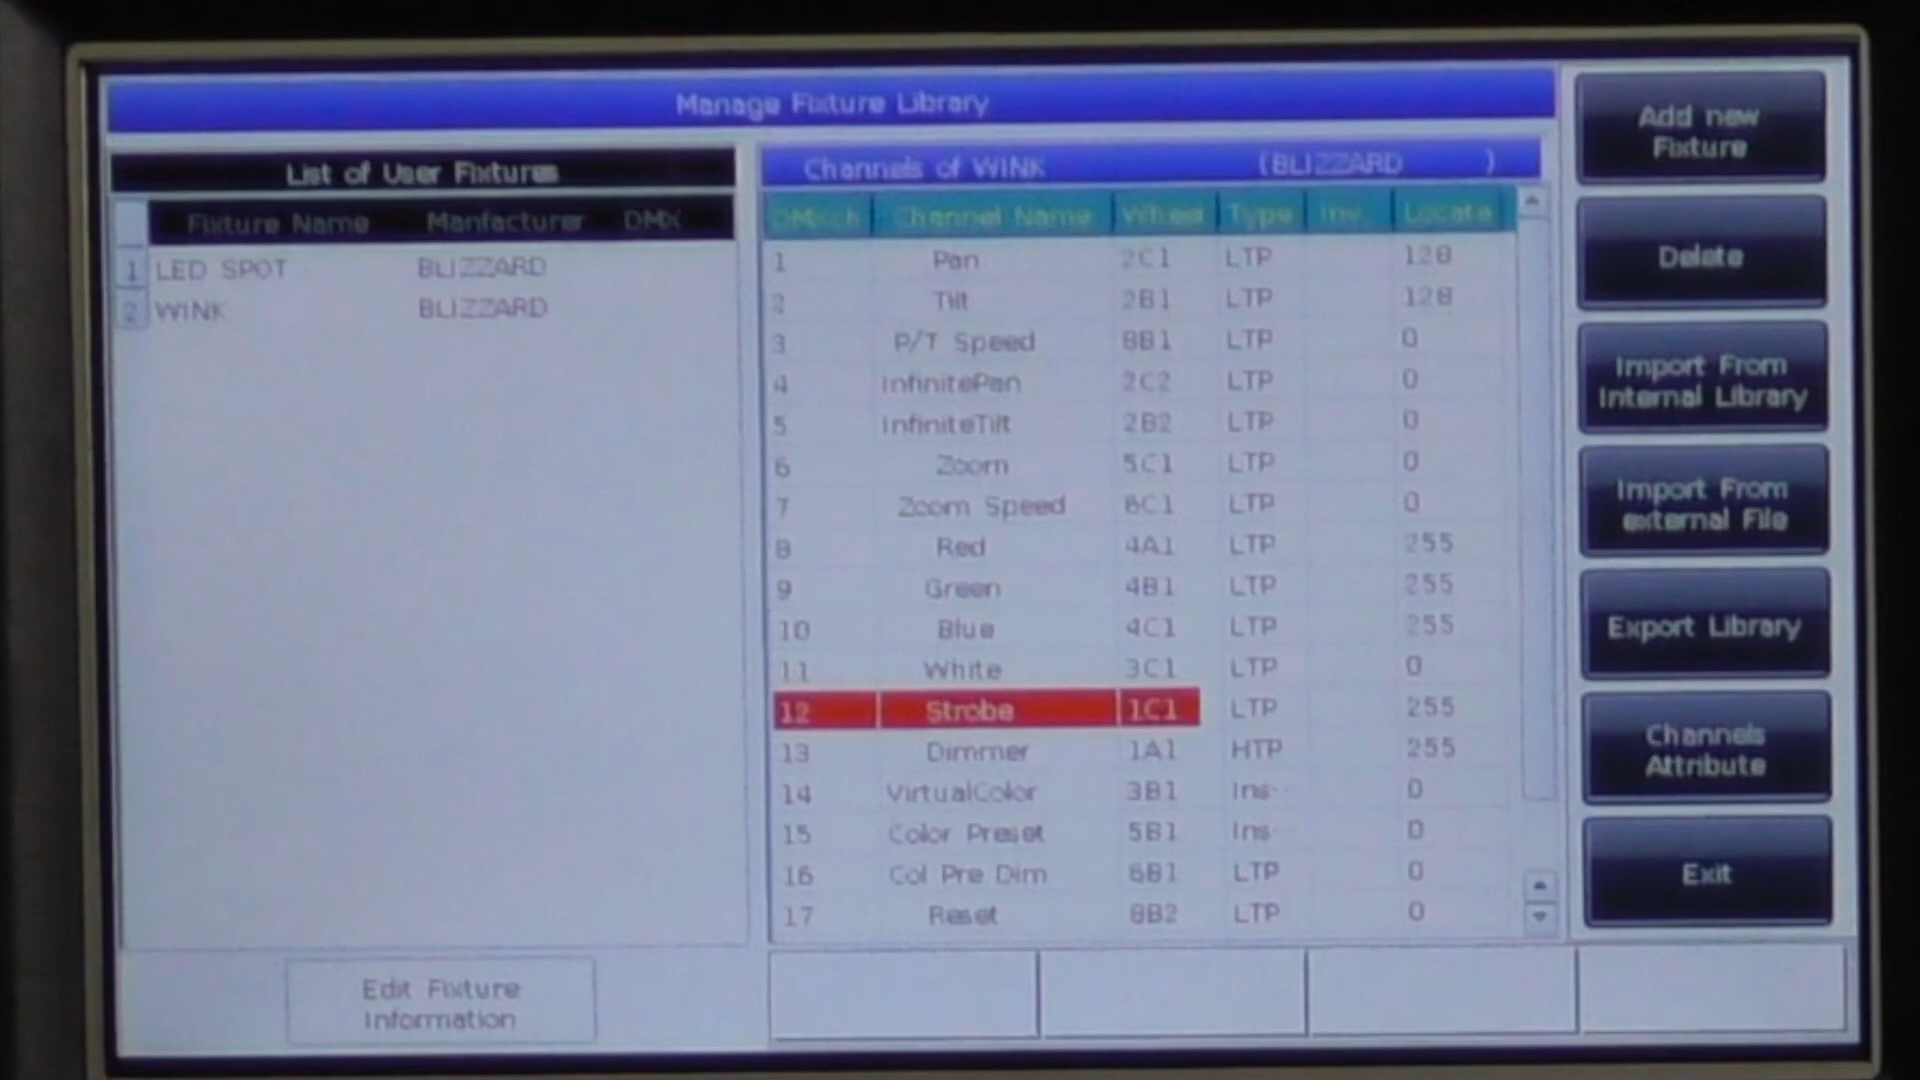 Manage Fixture Library
List of User Fixtures
Fixture Name Manfacturer DMX
1 LED SPOT BLIZZARD
2 WINK BLIZZARD
Edit Fixture
Information
Channels of WINK (BLIZZARD )
DMXch Channel Name Wheel Type Inv. Locate
1 Pan 2C1 LTP 128
2 Tilt 2B1 LTP 128
3 P/T Speed 8B1 LTP 0
4 InfinitePan 2C2 LTP 0
5 InfiniteTilt 2B2 LTP 0
6 Zoom 5C1 LTP 0
7 Zoom Speed 6C1 LTP 0
8 Red 4A1 LTP 255
9 Green 4B1 LTP 255
10 Blue 4C1 LTP 255
11 White 3C1 LTP 0
12 Strobe 1C1 LTP 255
13 Dimmer 1A1 HTP 255
14 VirtualColor 3B1 Ins 0
15 Color Preset 5B1 Ins 0
16 Col Pre Dim 6B1 LTP 0
17 Reset 8B2 LTP 0
Add new
Fixture
Delete
Import From
Internal Library
Import From
external File
Export Library
Channels
Attribute
Exit